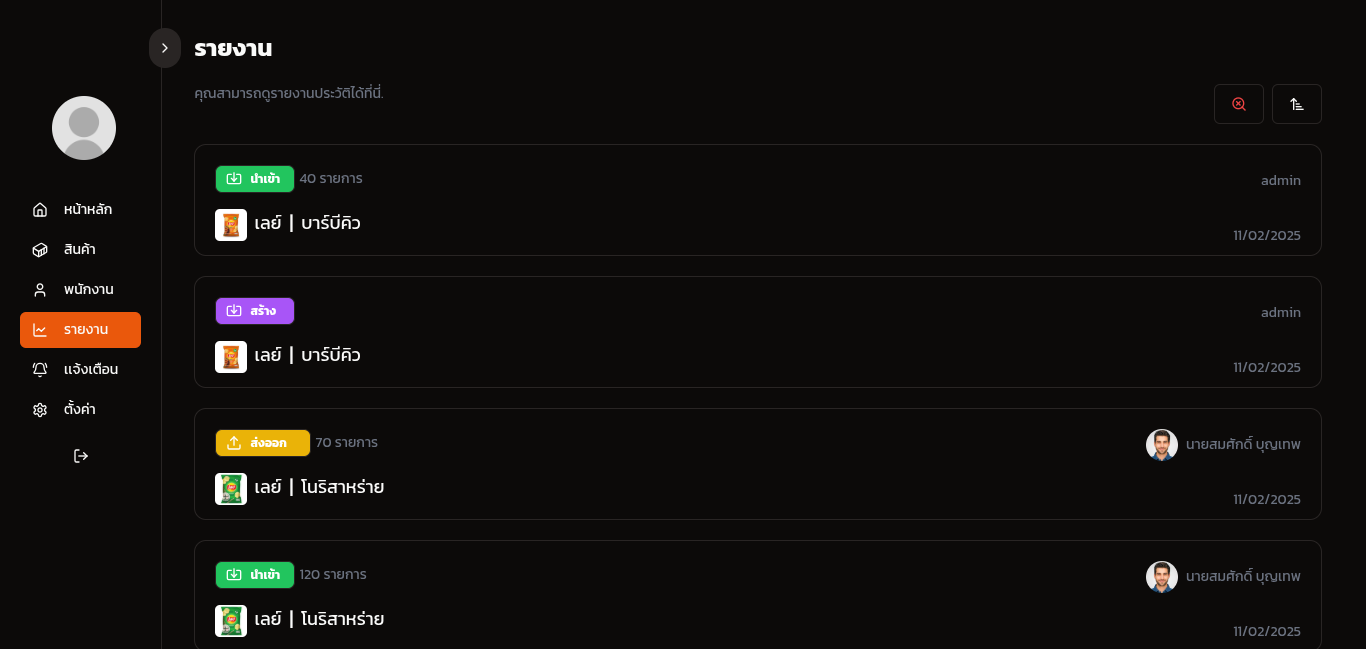 รายงาน
คุณสามารถดูรายงานประวัติได้ที่นี่.
หน้าหลัก
สินค้า
พนักงาน
รายงาน
แจ้งเตือน
ตั้งค่า
นำเข้า 40 รายการ
admin
เลย์ | บาร์บีคิว
11/02/2025
สร้าง
admin
เลย์ | บาร์บีคิว
11/02/2025
ส่งออก 70 รายการ
นายสมศักดิ์ บุญเทพ
เลย์ | โนริสาหร่าย
11/02/2025
นำเข้า 120 รายการ
นายสมศักดิ์ บุญเทพ
เลย์ | โนริสาหร่าย
11/02/2025